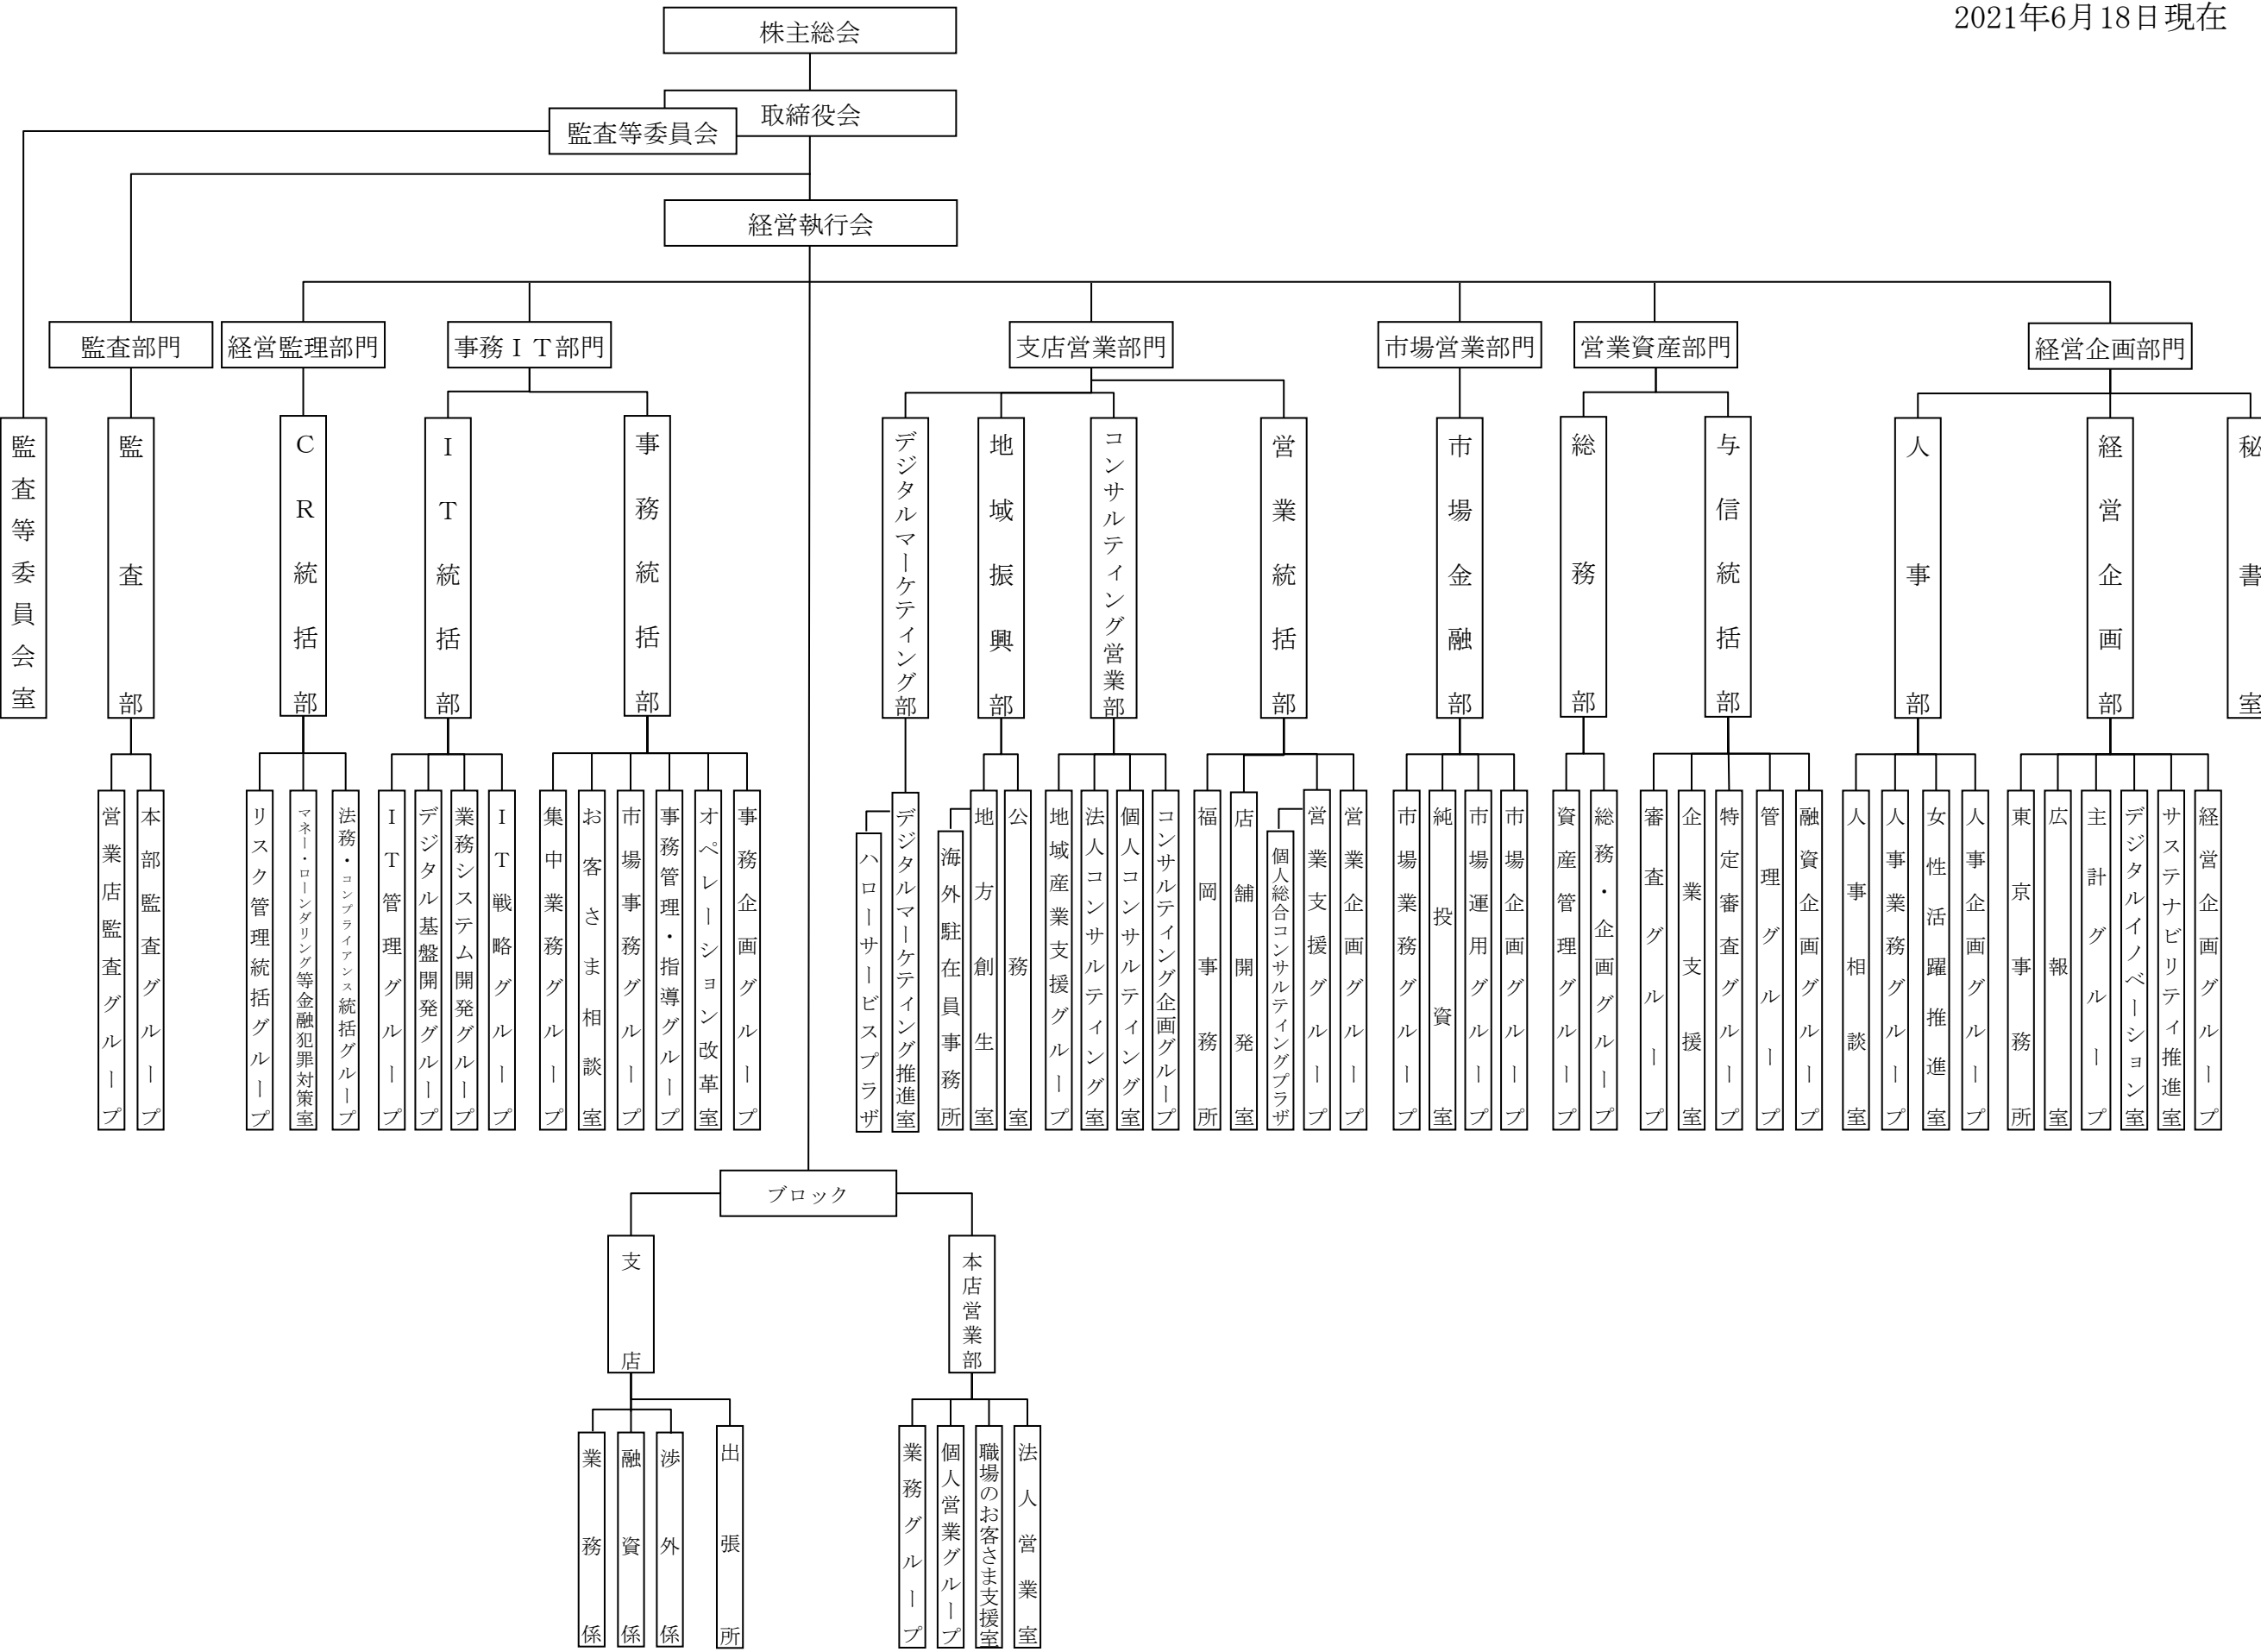 2021年6月18日現在
株主総会
取締役会
監査等委員会
経営執行会
監査部門
経営監理部門
事務ＩＴ部門
支店営業部門
市場営業部門
営業資産部門
経営企画部門
監査等委員会室
監査部
ＣＲ統括部
ＩＴ統括部
事務統括部
デジタルマーケティング部
地域振興部
コンサルティング営業部
営業統括部
市場金融部
総務部
与信統括部
人事部
経営企画部
秘書室
営業店監査グループ
本部監査グループ
リスク管理統括グループ
マネー・ローンダリング等金融犯罪対策室
法務・コンプライアンス統括グループ
ＩＴ管理グループ
デジタル基盤開発グループ
業務システム開発グループ
ＩＴ戦略グループ
集中業務グループ
お客さま相談室
市場事務グループ
事務管理・指導グループ
オペレーション改革室
事務企画グループ
ハローサービスプラザ
デジタルマーケティング推進室
海外駐在員事務所
地方創生室
公務室
地域産業支援グループ
法人コンサルティング室
個人コンサルティング室
コンサルティング企画グループ
福岡事務所
店舗開発室
個人総合コンサルティングプラザ
営業支援グループ
営業企画グループ
市場業務グループ
純投資室
市場運用グループ
市場企画グループ
資産管理グループ
総務・企画グループ
審査グループ
企業支援室
特定審査グループ
管理グループ
融資企画グループ
人事相談室
人事業務グループ
女性活躍推進室
人事企画グループ
東京事務所
広報室
主計グループ
デジタルイノベーション室
サステナビリティ推進室
経営企画グループ
ブロック
支店
本店営業部
業務係
融資係
渉外係
出張所
業務グループ
個人営業グループ
職場のお客さま支援室
法人営業室